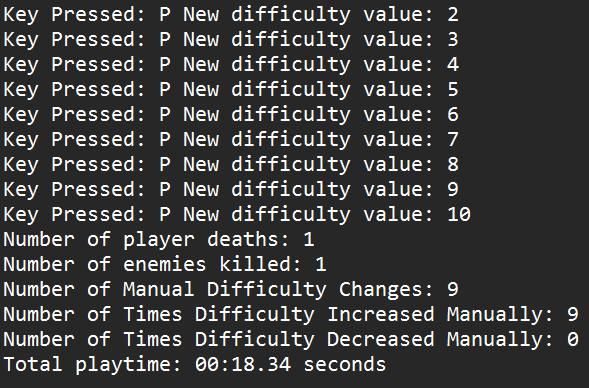 Key Pressed: P New difficulty value: 2
Key Pressed: P New difficulty value: 3
Key Pressed: P New difficulty value: 4
Key Pressed: P New difficulty value: 5
Key Pressed: P New difficulty value: 6
Key Pressed: P New difficulty value: 7
Key Pressed: P New difficulty value: 8
Key Pressed: P New difficulty value: 9
Key Pressed: P New difficulty value: 10
Number of player deaths: 1
Number of enemies killed: 1
Number of Manual Difficulty Changes: 9
Number of Times Difficulty Increased Manually: 9
Number of Times Difficulty Decreased Manually: 0
Total playtime: 00:18.34 seconds